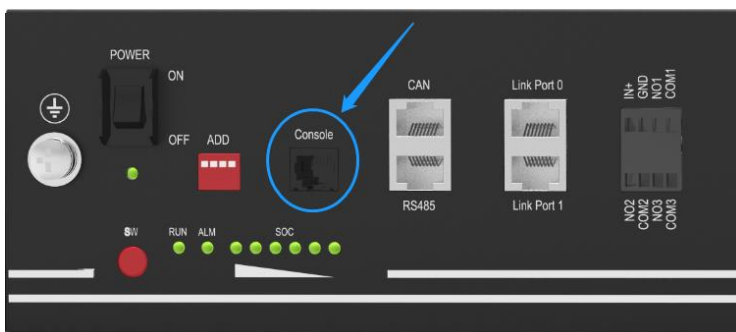 POWER
ON
OFF
ADD
Console
CAN
RS485
Link Port 0
Link Port 1
IN+
GND
NO1
COM1
NO2
COM2
NO3
COM3
SW
RUN
ALM
SOC